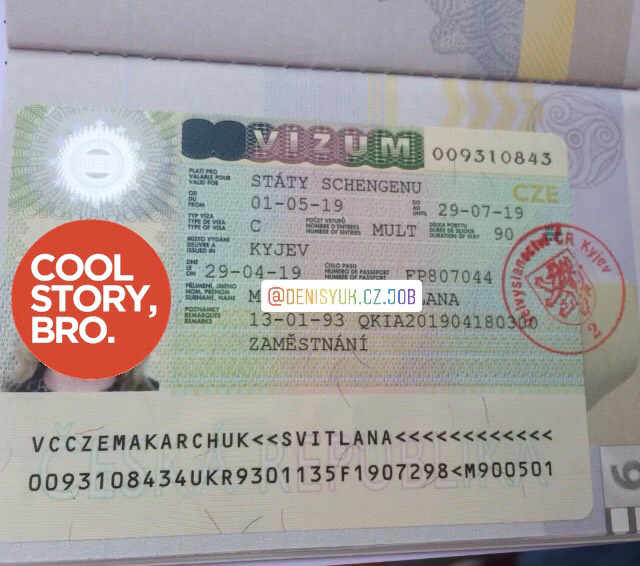 VÍZUM
009310843
PLATÍ PRO
VALABLE POUR
VALID FOR
STÁTY SCHENGENU
CZE
OD
DU
FROM
01-05-19
DO
AU
UNTIL
29-07-19
TYP VÍZA
TYPE DE VISA
TYPE OF VISA
C
POČET VSTUPŮ
NOMBRE D'ENTRÉES
NUMBER OF ENTRIES
MULT
DÉLKA POBYTU
DURÉE DE SÉJOUR
DURATION OF STAY
90
MÍSTO VYDÁNÍ
DÉLIVRÉ À
ISSUED IN
KYJEV
DNE
LE
ON
29-04-19
ČÍSLO PASU
NUMÉRO DE PASSEPORT
NUMBER OF PASSPORT
FP807044
PŘÍJMENÍ, JMÉNO
NOM, PRÉNOM
SURNAME, NAME
M
@DENISYUK.CZ.JOB
LANA
POZNÁMKY
REMARQUES
REMARKS
13-01-93 QKIA201904180300
ZAMĚSTNÁNÍ
ČR Kyjev
2
COOL
STORY,
BRO.
VCCZEMAKARCHUK<<SVITLANA<<<<<<<<<<<<
0093108434UKR9301135F1907298<M900501
ČESKÁ REPUBLIKA